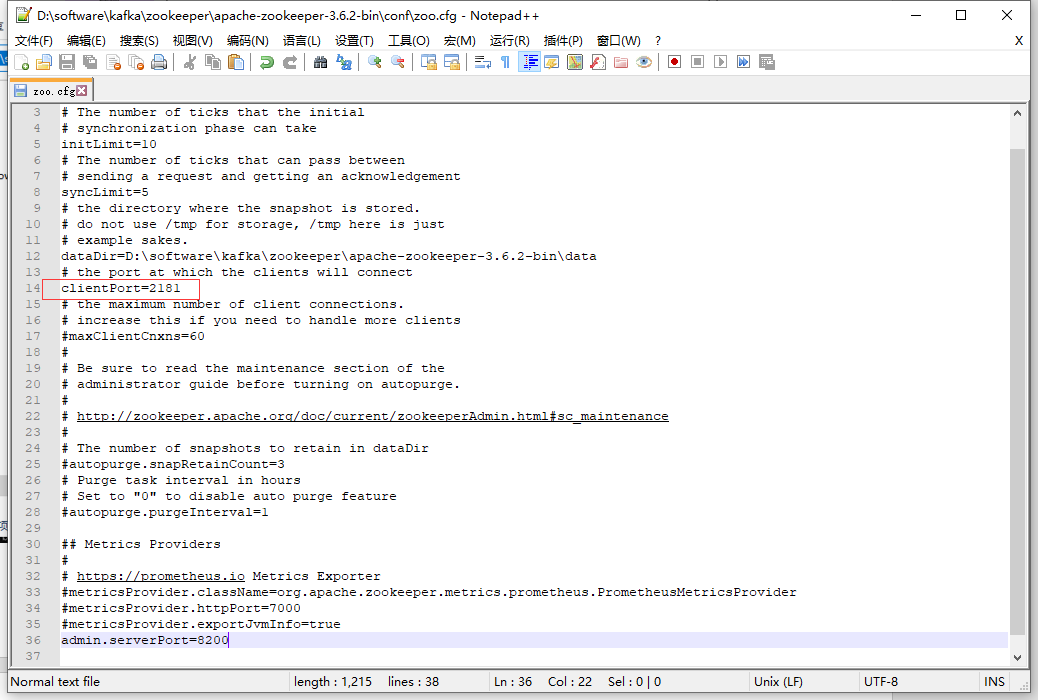 D:\software\kafka\zookeeper\apache-zookeeper-3.6.2-bin\conf\zoo.cfg - Notepad++
文件(F) 编辑(E) 搜索(S) 视图(V) 编码(N) 语言(L) 设置(T) 工具(O) 宏(M) 运行(R) 插件(P) 窗口(W) ? X
zoo.cfg
3 # The number of ticks that the initial
4 # synchronization phase can take
5 initLimit=10
6 # The number of ticks that can pass between
7 # sending a request and getting an acknowledgement
8 syncLimit=5
9 # the directory where the snapshot is stored.
10 # do not use /tmp for storage, /tmp here is just
11 # example sakes.
12 dataDir=D:\software\kafka\zookeeper\apache-zookeeper-3.6.2-bin\data
13 # the port at which the clients will connect
14 clientPort=2181
15 # the maximum number of client connections.
16 # increase this if you need to handle more clients
17 #maxClientCnxns=60
18 #
19 # Be sure to read the maintenance section of the
20 # administrator guide before turning on autopurge.
21 #
22 # http://zookeeper.apache.org/doc/current/zookeeperAdmin.html#sc_maintenance
23 #
24 # The number of snapshots to retain in dataDir
25 #autopurge.snapRetainCount=3
26 # Purge task interval in hours
27 # Set to "0" to disable auto purge feature
28 #autopurge.purgeInterval=1
29
30 ## Metrics Providers
31 #
32 # https://prometheus.io Metrics Exporter
33 #metricsProvider.className=org.apache.zookeeper.metrics.prometheus.PrometheusMetricsProvider
34 #metricsProvider.httpPort=7000
35 #metricsProvider.exportJvmInfo=true
36 admin.serverPort=8200
37
Normal text file length : 1,215 lines : 38 Ln : 36 Col : 22 Sel : 0 | 0 Unix (LF) UTF-8 INS